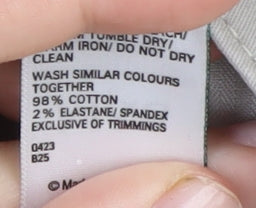 TUMBLE DRY/
WARM IRON/ DO NOT DRY
CLEAN
WASH SIMILAR COLOURS
TOGETHER
98% COTTON
2% ELASTANE/ SPANDEX
EXCLUSIVE OF TRIMMINGS
0423
B25
©